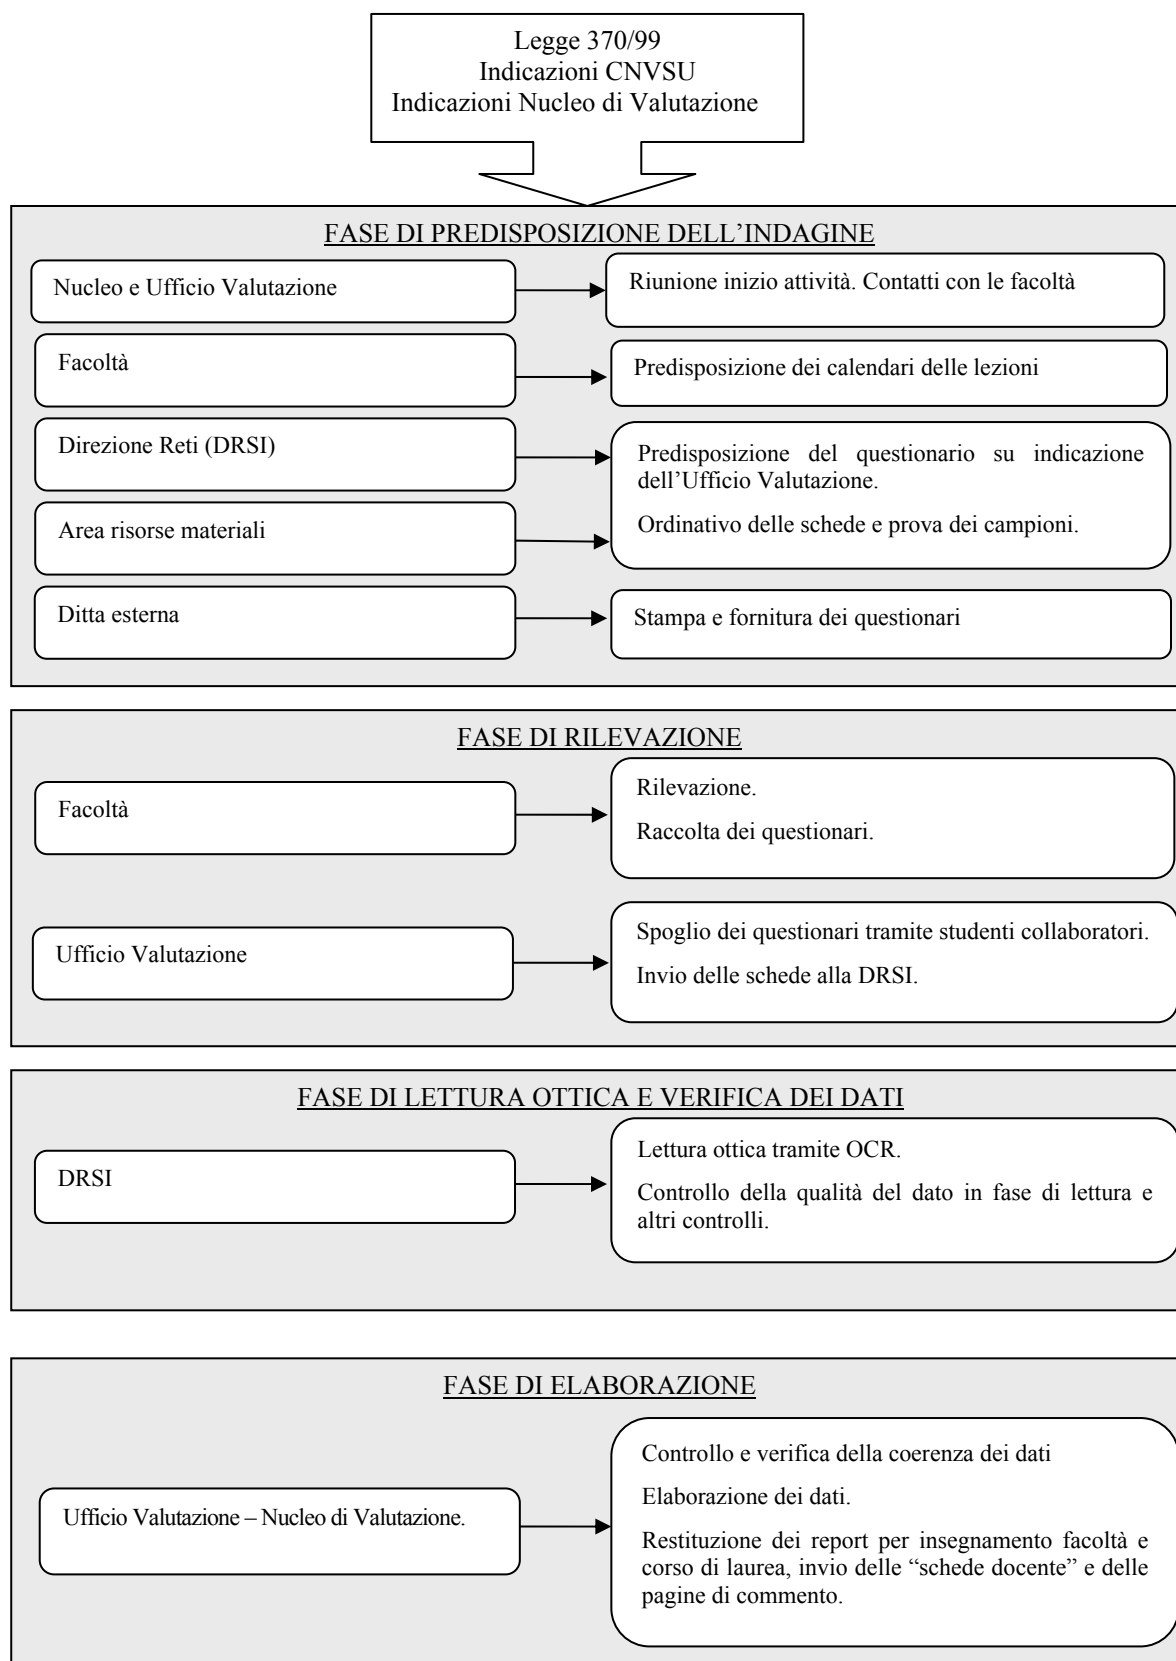 Legge 370/99
Indicazioni CNVSU
Indicazioni Nucleo di Valutazione
FASE DI PREDISPOSIZIONE DELL’INDAGINE
Nucleo e Ufficio Valutazione
Riunione inizio attività. Contatti con le facoltà
Facoltà
Predisposizione dei calendari delle lezioni
Direzione Reti (DRSI)
Predisposizione del questionario su indicazione
dell’Ufficio Valutazione.
Area risorse materiali
Ordinativo delle schede e prova dei campioni.
Ditta esterna
Stampa e fornitura dei questionari
FASE DI RILEVAZIONE
Facoltà
Rilevazione.
Raccolta dei questionari.
Ufficio Valutazione
Spoglio dei questionari tramite studenti collaboratori.
Invio delle schede alla DRSI.
FASE DI LETTURA OTTICA E VERIFICA DEI DATI
DRSI
Lettura ottica tramite OCR.
Controllo della qualità del dato in fase di lettura e
altri controlli.
FASE DI ELABORAZIONE
Ufficio Valutazione – Nucleo di Valutazione.
Controllo e verifica della coerenza dei dati
Elaborazione dei dati.
Restituzione dei report per insegnamento facoltà e
corso di laurea, invio delle “schede docente” e delle
pagine di commento.